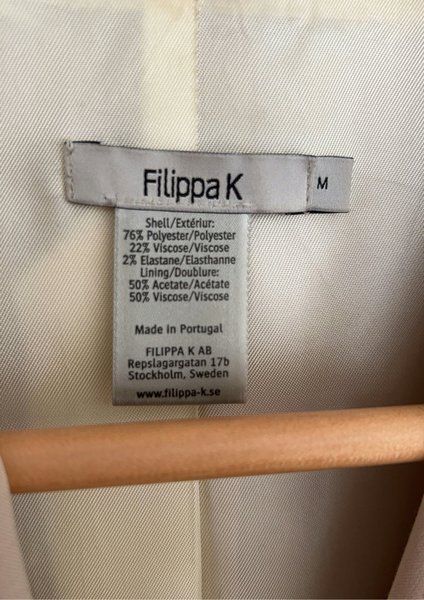 Filippa K
M
Shell/Extériur:
76% Polyester/Polyester
22% Viscose/Viscose
2% Elastane/Elasthanne
Lining/Doublure:
50% Acetate/Acétate
50% Viscose/Viscose
Made in Portugal
FILIPPA K AB
Repslagargatan 17b
Stockholm, Sweden
www.filippa-k.se